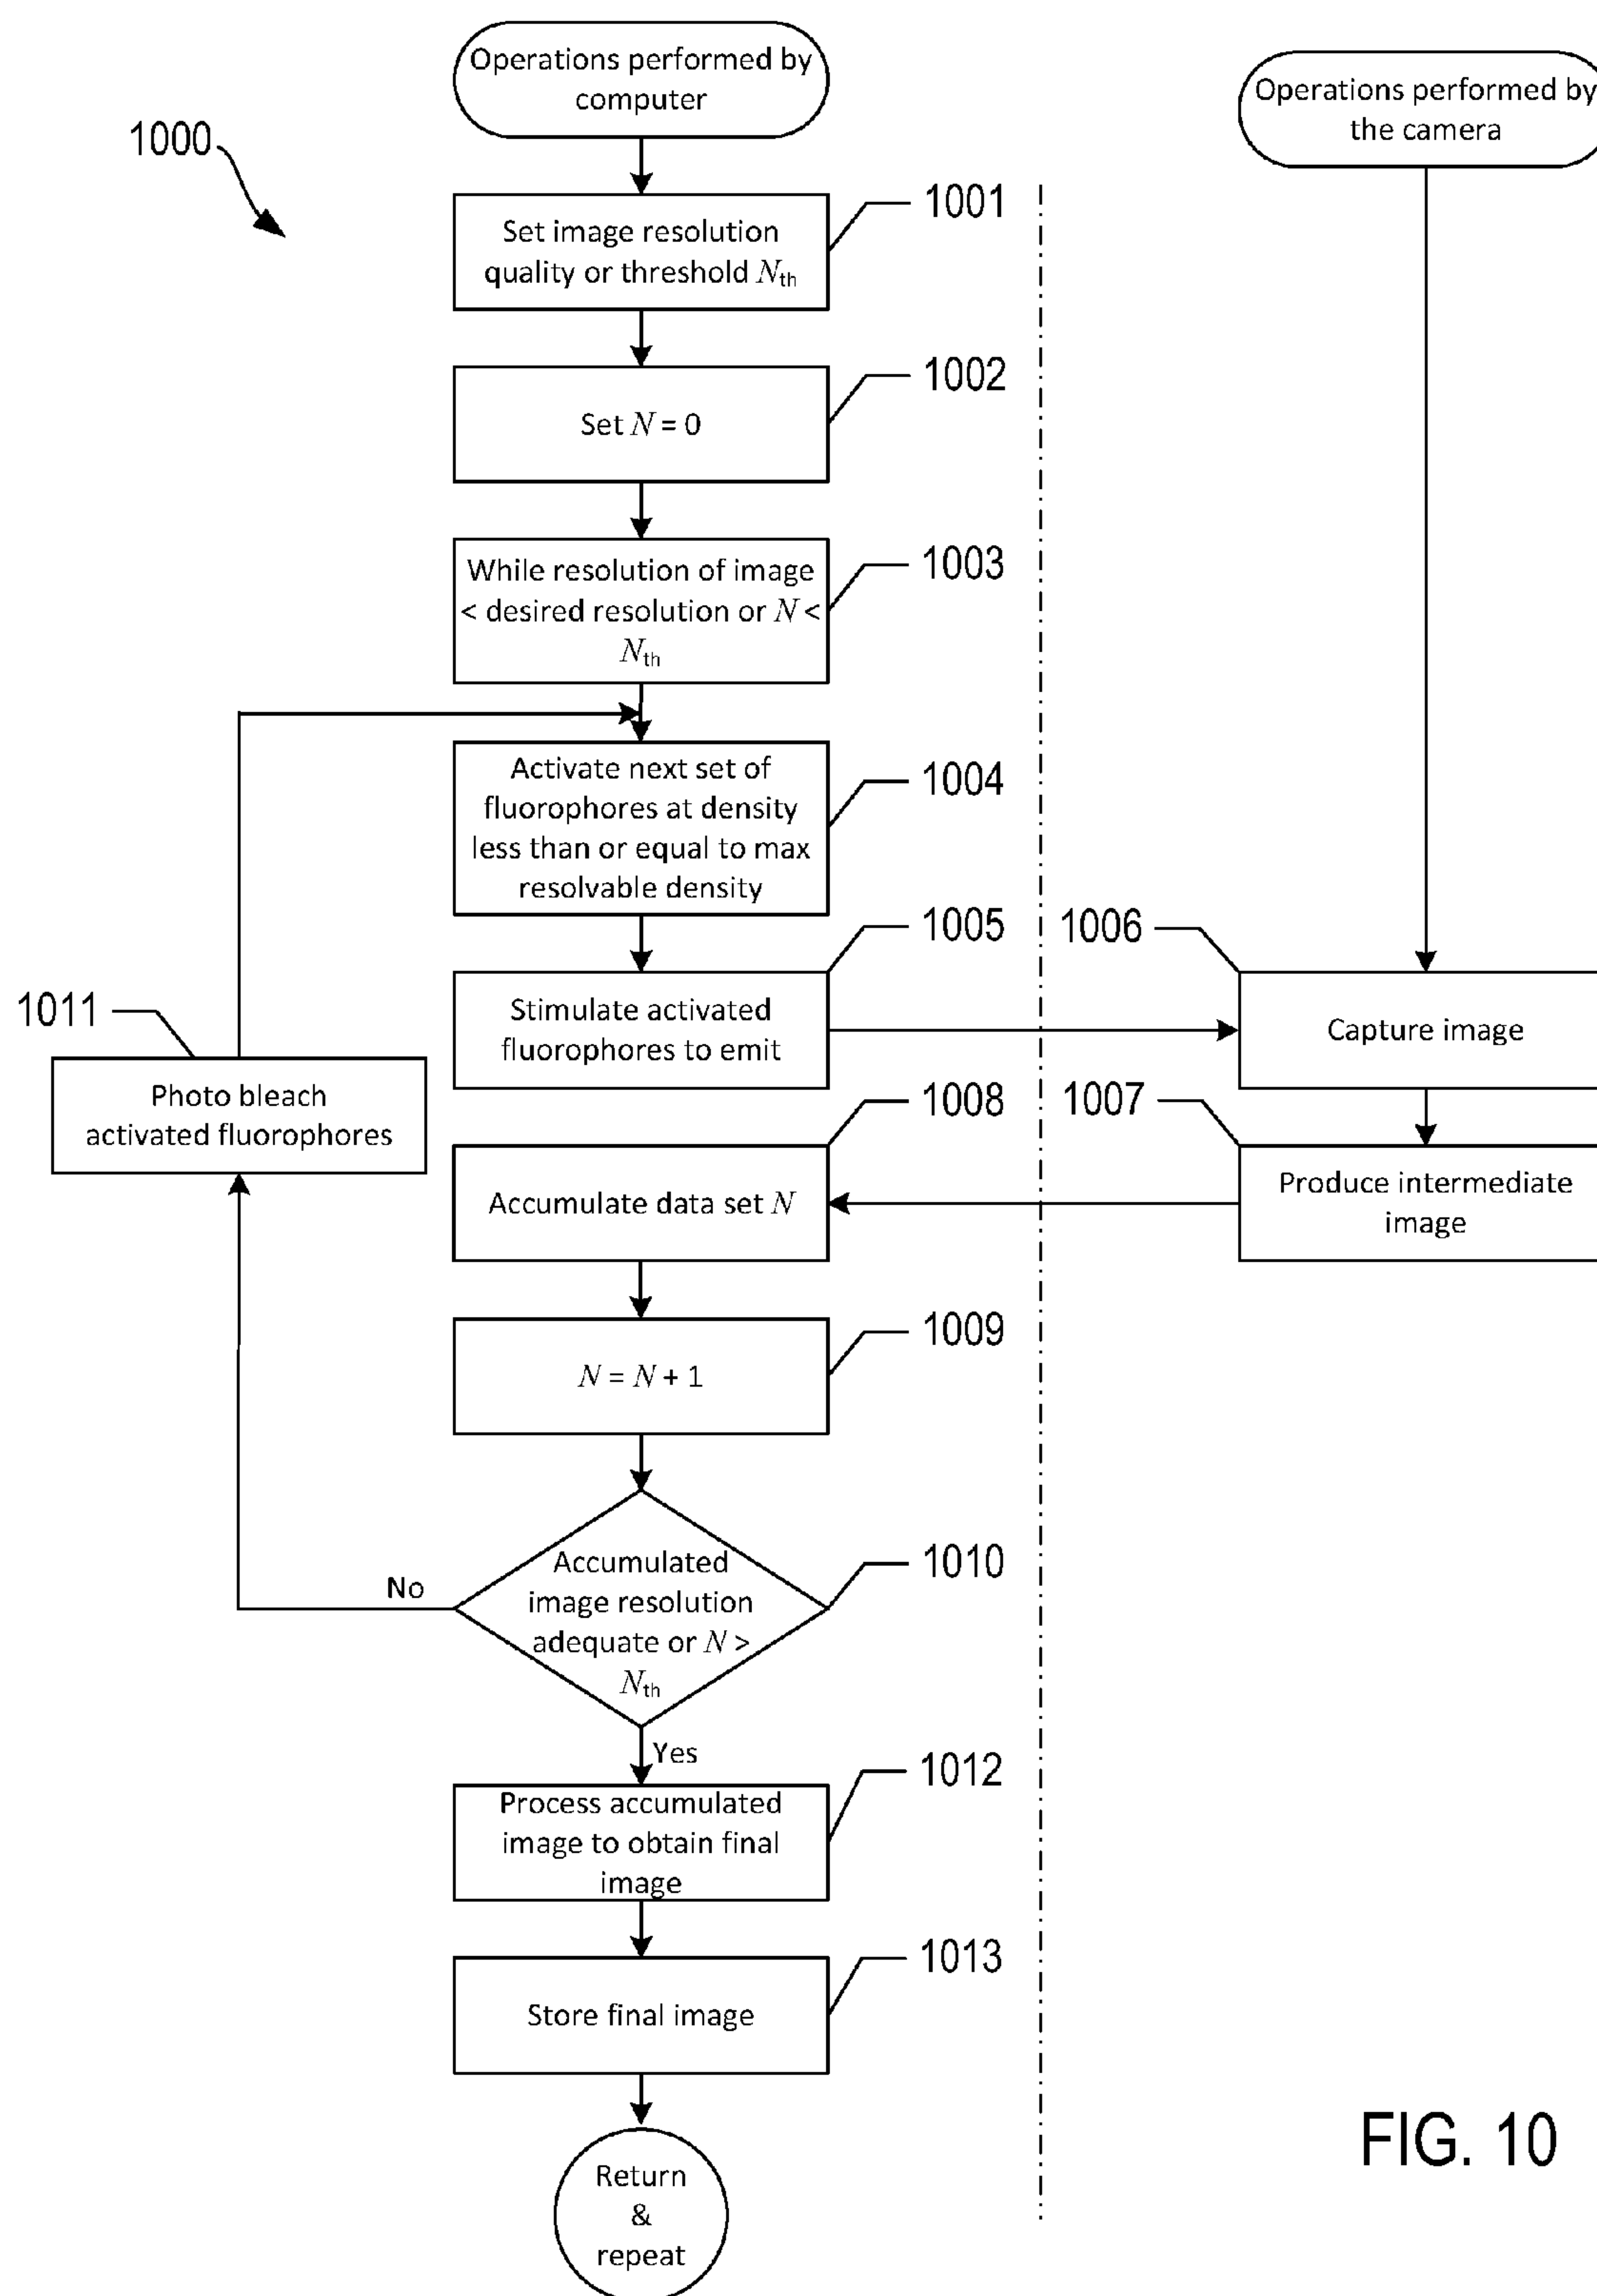 Operations performed by
computer
Operations performed by
the camera
1000
1001
Set image resolution
quality or threshold Nth
1002
Set N = 0
1003
While resolution of image
< desired resolution or N <
Nth
1004
Activate next set of
fluorophores at density
less than or equal to max
resolvable density
1005
Stimulate activated
fluorophores to emit
1006
Capture image
1007
Produce intermediate
image
1008
Accumulate data set N
1009
N = N + 1
1010
Accumulated
image resolution
adequate or N >
Nth
No
1011
Photo bleach
activated fluorophores
Yes
1012
Process accumulated
image to obtain final
image
1013
Store final image
Return
&
repeat
FIG. 10